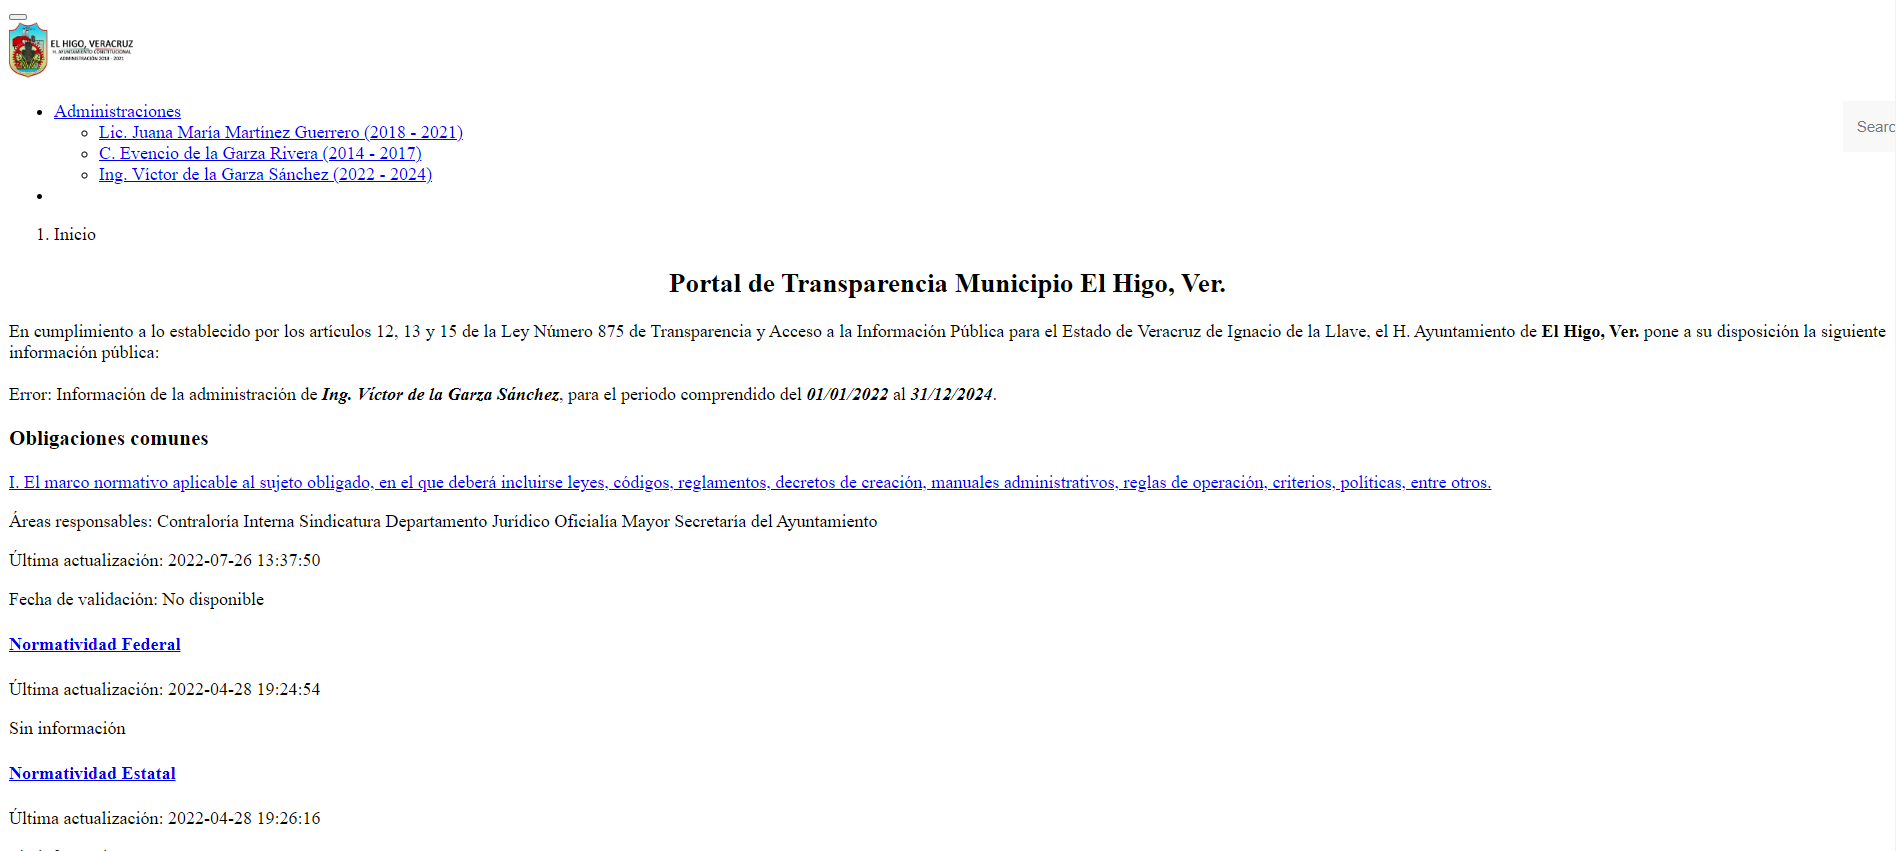 EL HIGO, VERACRUZ
H. AYUNTAMIENTO CONSTITUCIONAL
ADMINISTRACIÓN 2018 - 2021
Administraciones
Lic. Juana María Martínez Guerrero (2018 - 2021)
C. Evencio de la Garza Rivera (2014 - 2017)
Ing. Víctor de la Garza Sánchez (2022 - 2024)
Searc
1. Inicio
Portal de Transparencia Municipio El Higo, Ver.
En cumplimiento a lo establecido por los artículos 12, 13 y 15 de la Ley Número 875 de Transparencia y Acceso a la Información Pública para el Estado de Veracruz de Ignacio de la Llave, el H. Ayuntamiento de El Higo, Ver. pone a su disposición la siguiente
información pública:
Error: Información de la administración de Ing. Víctor de la Garza Sánchez, para el periodo comprendido del 01/01/2022 al 31/12/2024.
Obligaciones comunes
I. El marco normativo aplicable al sujeto obligado, en el que deberá incluirse leyes, códigos, reglamentos, decretos de creación, manuales administrativos, reglas de operación, criterios, políticas, entre otros.
Áreas responsables: Contraloría Interna Sindicatura Departamento Jurídico Oficialía Mayor Secretaría del Ayuntamiento
Última actualización: 2022-07-26 13:37:50
Fecha de validación: No disponible
Normatividad Federal
Última actualización: 2022-04-28 19:24:54
Sin información
Normatividad Estatal
Última actualización: 2022-04-28 19:26:16